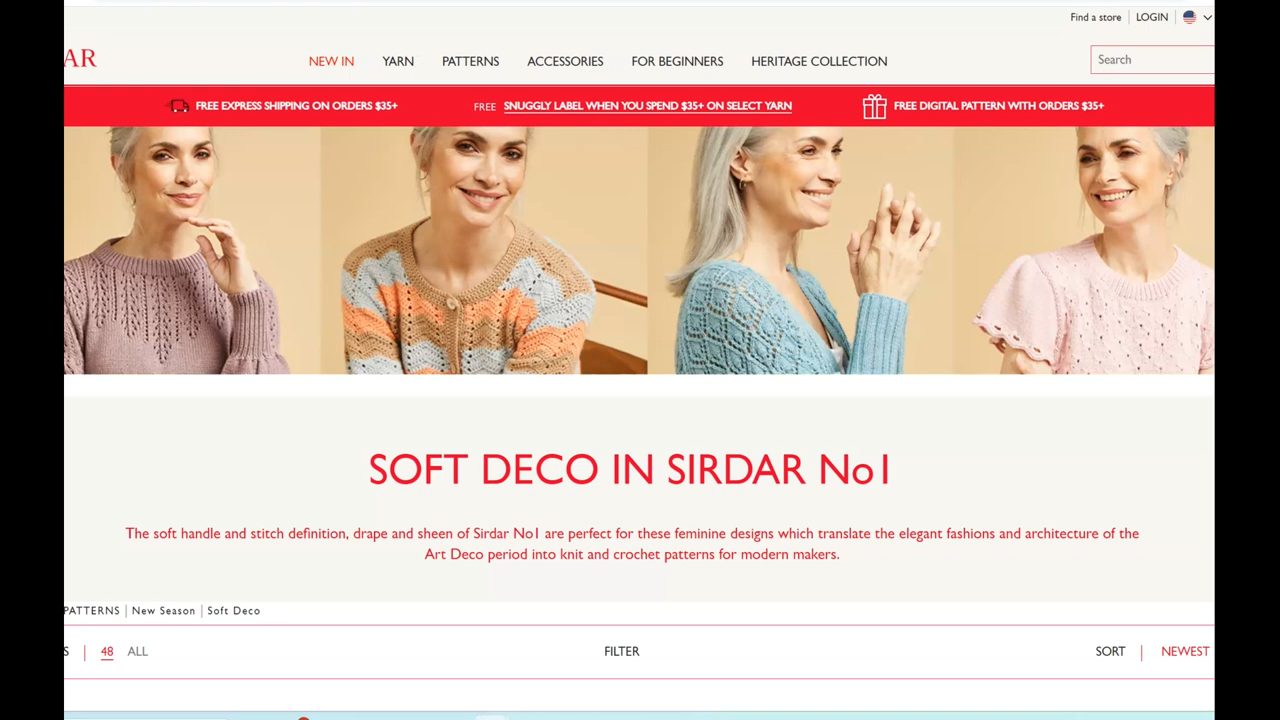 Find a store LOGIN
AR
NEW IN YARN PATTERNS ACCESSORIES FOR BEGINNERS HERITAGE COLLECTION
Search
FREE EXPRESS SHIPPING ON ORDERS $35+
FREE SNUGGLY LABEL WHEN YOU SPEND $35+ ON SELECT YARN
FREE DIGITAL PATTERN WITH ORDERS $35+
SOFT DECO IN SIRDAR No1
The soft handle and stitch definition, drape and sheen of Sirdar No1 are perfect for these feminine designs which translate the elegant fashions and architecture of the
Art Deco period into knit and crochet patterns for modern makers.
PATTERNS | New Season | Soft Deco
S | 48 ALL
FILTER
SORT | NEWEST